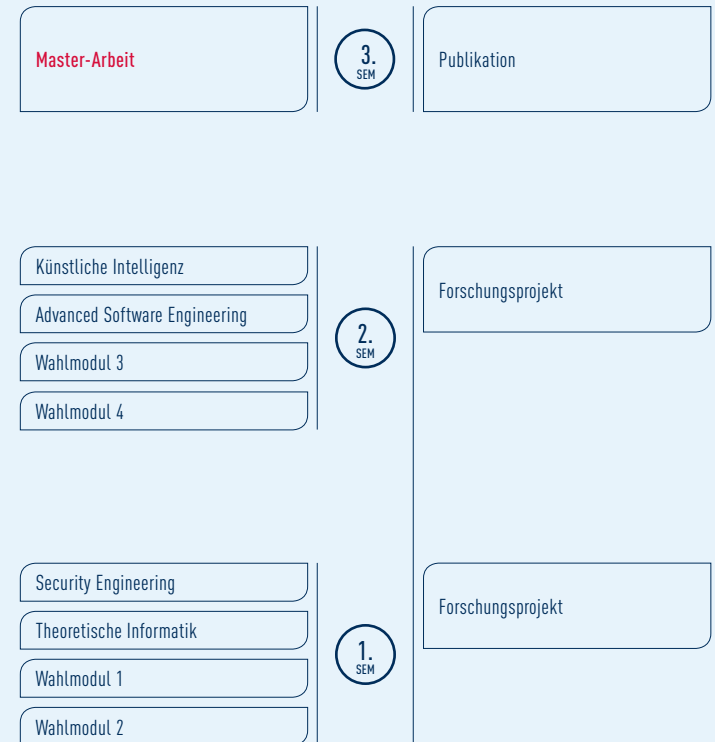 Master-Arbeit
3.
SEM
Publikation
Künstliche Intelligenz
Advanced Software Engineering
Wahlmodul 3
Wahlmodul 4
2.
SEM
Forschungsprojekt
Security Engineering
Theoretische Informatik
Wahlmodul 1
Wahlmodul 2
1.
SEM
Forschungsprojekt